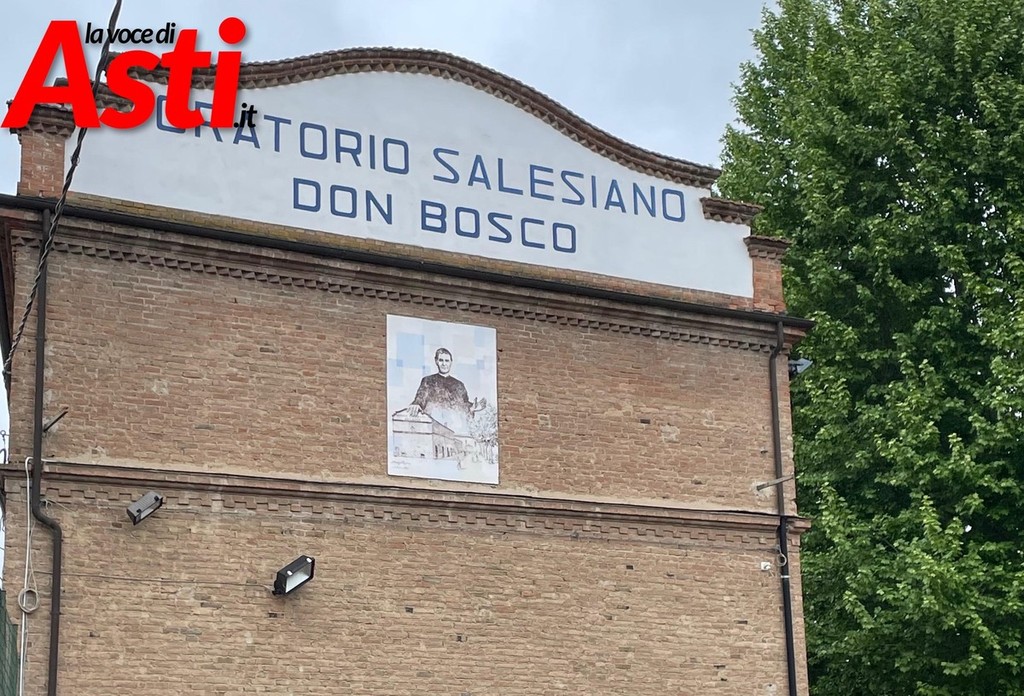 la voce di
Asti.it
ORATORIO SALESIANO
DON BOSCO